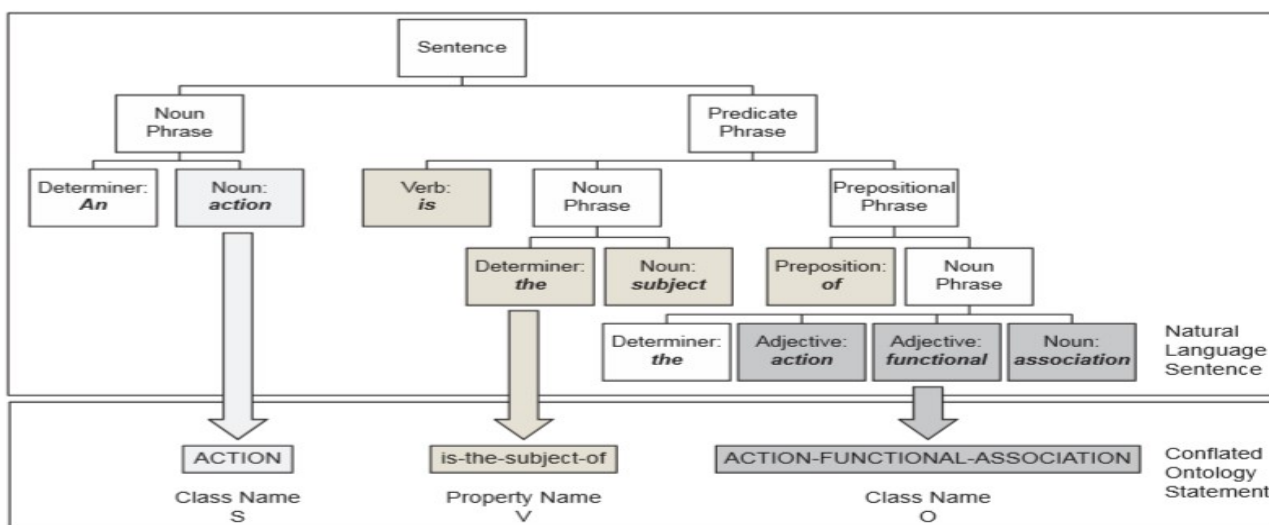 Sentence
Noun
Phrase
Predicate
Phrase
Determiner:
An
Noun:
action
Verb:
is
Noun
Phrase
Prepositional
Phrase
Determiner:
the
Noun:
subject
Preposition:
of
Noun
Phrase
Determiner:
the
Adjective:
action
Adjective:
functional
Noun:
association
Natural
Language
Sentence
ACTION
is-the-subject-of
ACTION-FUNCTIONAL-ASSOCIATION
Conflated
Ontology
Statement
Class Name
S
Property Name
V
Class Name
O